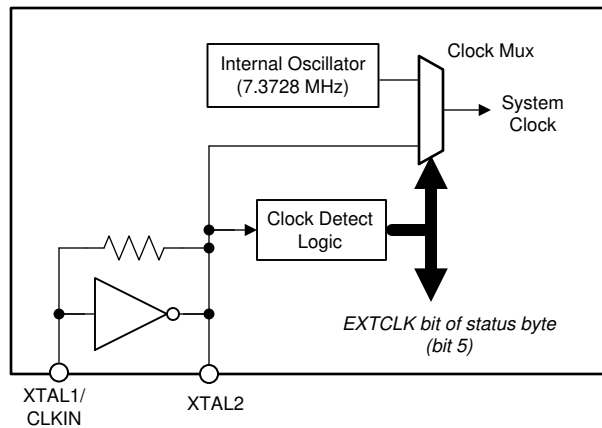 Internal Oscillator
(7.3728 MHz)
Clock Mux
System
Clock
Clock Detect
Logic
EXTCLK bit of status byte
(bit 5)
XTAL1/
CLKIN
XTAL2